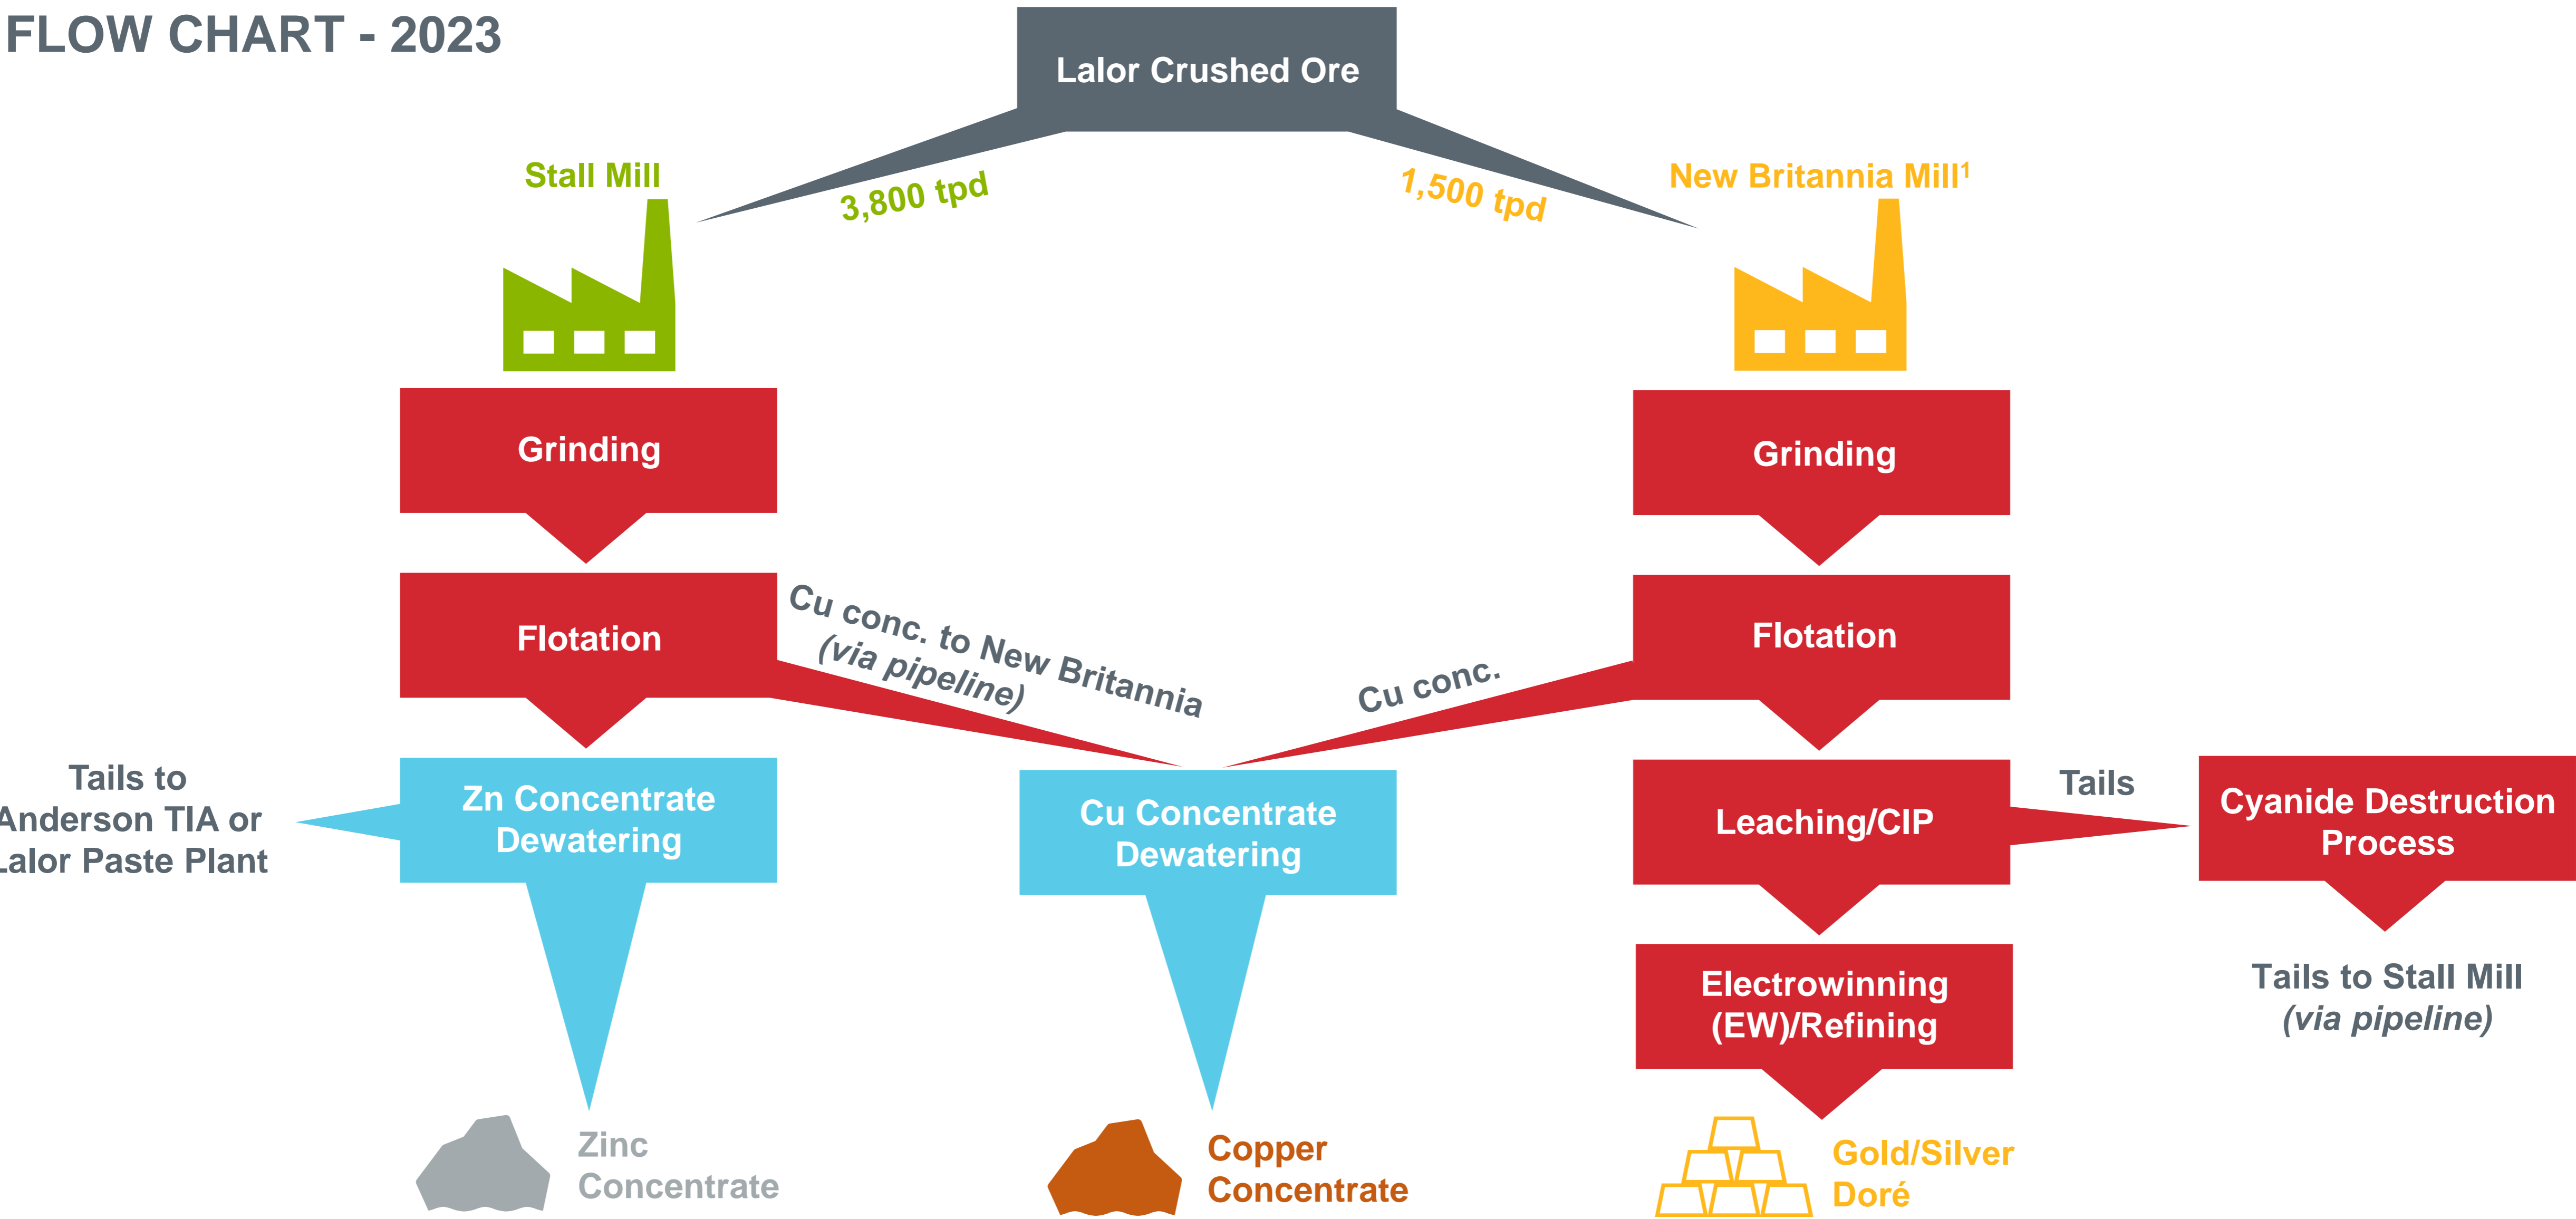 FLOW CHART - 2023
Lalor Crushed Ore
Stall Mill
3,800 tpd
1,500 tpd
New Britannia Mill¹
Grinding
Grinding
Flotation
Cu conc. to New Britannia
(via pipeline)
Cu conc.
Flotation
Tails to
Anderson TIA or
Lalor Paste Plant
Zn Concentrate
Dewatering
Cu Concentrate
Dewatering
Leaching/CIP
Tails
Cyanide Destruction
Process
Electrowinning
(EW)/Refining
Tails to Stall Mill
(via pipeline)
Zinc
Concentrate
Copper
Concentrate
Gold/Silver
Doré